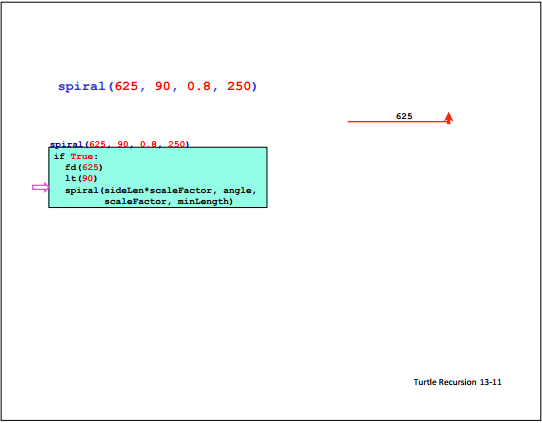 spiral(625, 90, 0.8, 250)
625
spiral(625, 90, 0.8, 250)
if True:
fd(625)
lt(90)
spiral(sideLen*scaleFactor, angle,
scaleFactor, minLength)
Turtle Recursion 13-11